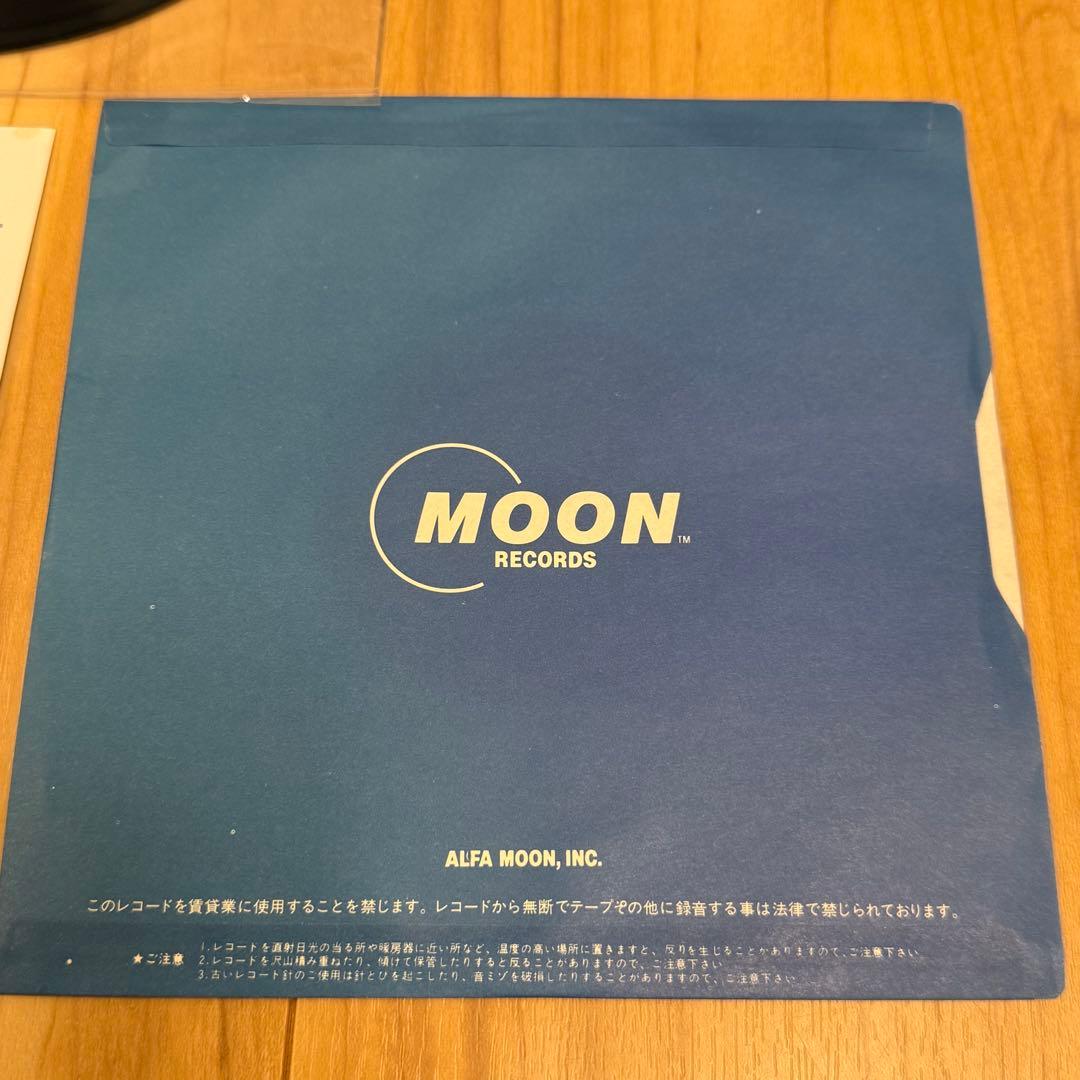 MOON™
RECORDS
ALFA MOON, INC.
このレコードを賃貸業に使用することを禁じます。レコードから無断でテープその他に録音する事は法律で禁じられております。
★ご注意
1.レコードを直射日光の当る所や暖房器に近い所など、温度の高い場所に置きますと、反りを生じることがありますので、ご注意下さい。
2.レコードを沢山積み重ねたり、傾けて保管したりすると反ることがありますので、ご注意下さい
3.古いレコード針のご使用は針とびを起こしたり、音ミゾを破損したりすることがありますので、ご注意下さい